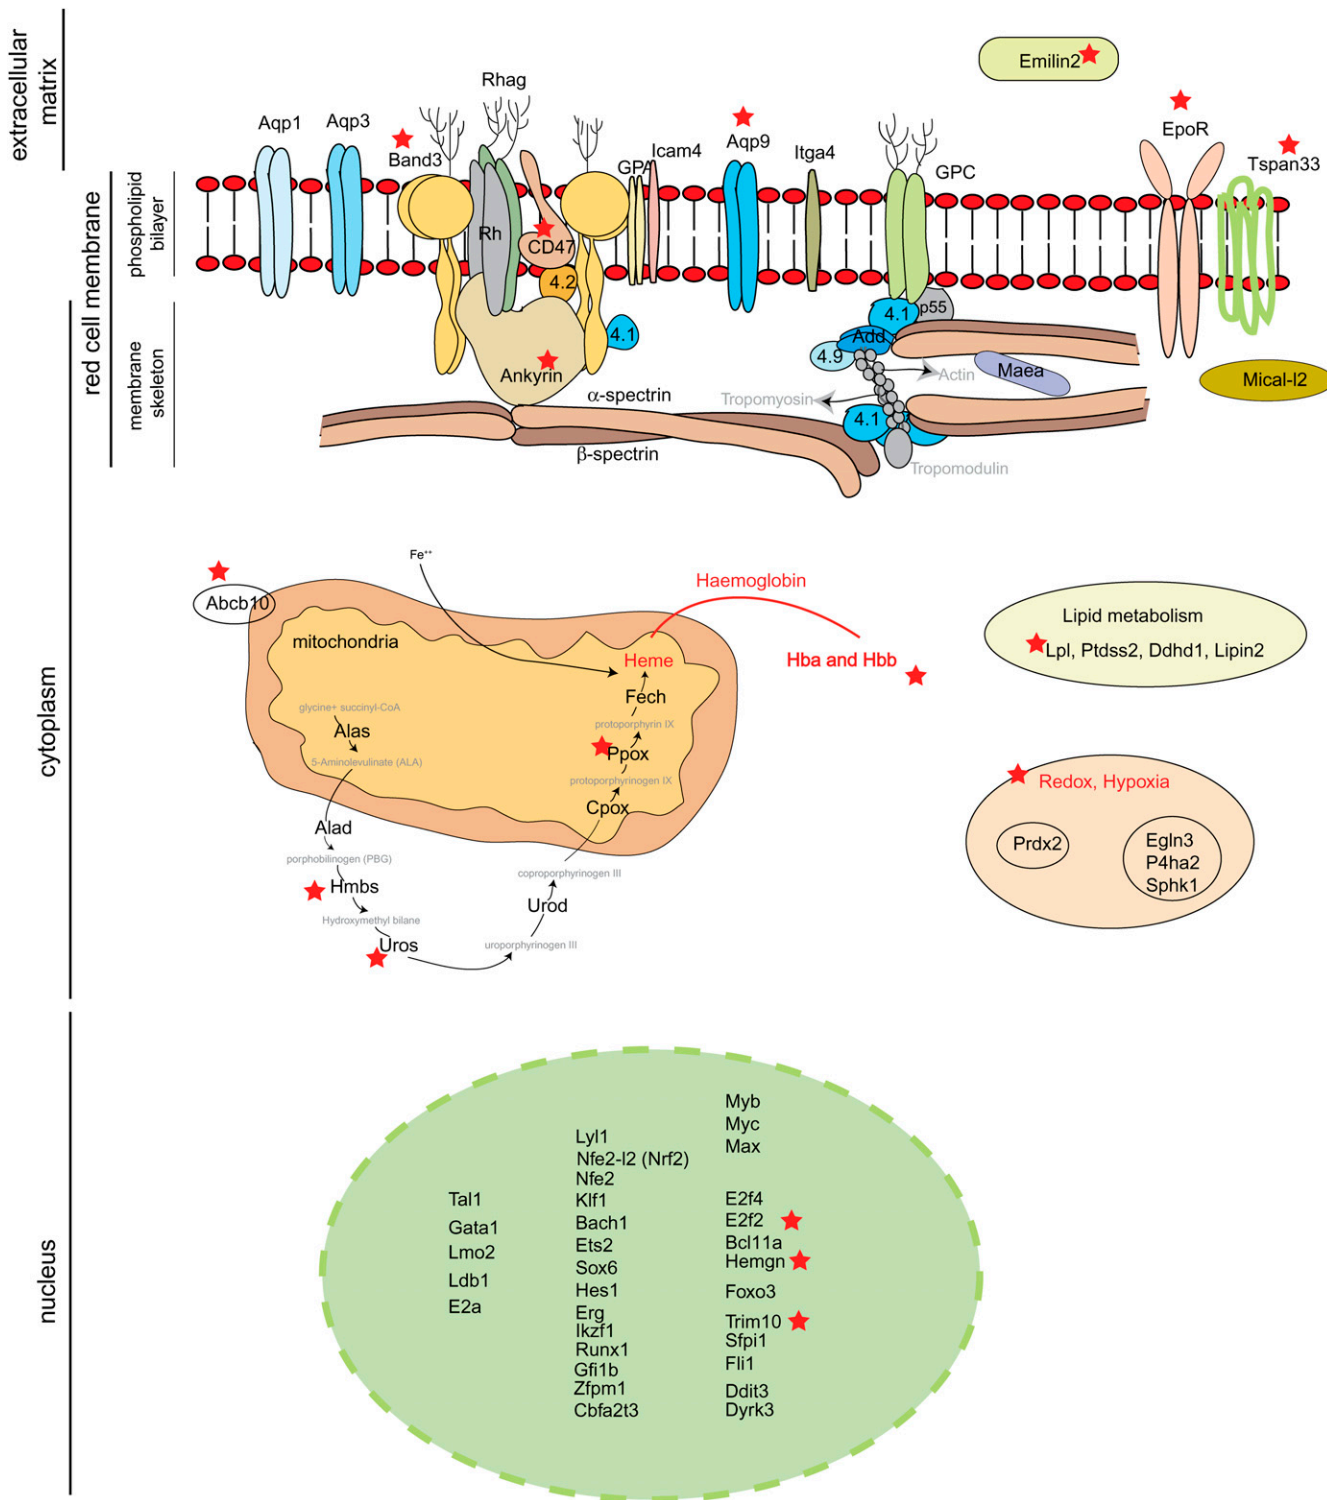 extracellular
matrix
red cell membrane
phospholipid
bilayer
membrane
skeleton
cytoplasm
nucleus
Emilin2
Rhag
Aqp1
Aqp3
Band3
Icam4
GPA
Aqp9
Itga4
GPC
EpoR
Tspan33
Rh
CD47
4.2
4.1
Ankyrin
α-spectrin
β-spectrin
4.1
p55
Add
4.9
Actin
Tropomyosin
4.1
Tropomodulin
Maea
Mical-l2
Fe++
Abcb10
mitochondria
glycine+ succinyl-CoA
Alas
5-Aminolevulinate (ALA)
Alad
porphobilinogen (PBG)
Hmbs
Hydroxymethyl bilane
Uros
uroporphyrinogen III
Urod
coproporphyrinogen III
Cpox
protoporphyrinogen IX
Ppox
protoporphyrin IX
Fech
Heme
Haemoglobin
Hba and Hbb
Lipid metabolism
Lpl, Ptdss2, Ddhd1, Lipin2
Redox, Hypoxia
Prdx2
Egln3
P4ha2
Sphk1
Tal1
Gata1
Lmo2
Ldb1
E2a
Lyl1
Nfe2-l2 (Nrf2)
Nfe2
Klf1
Bach1
Ets2
Sox6
Hes1
Erg
Ikzf1
Runx1
Gfi1b
Zfpm1
Cbfa2t3
Myb
Myc
Max
E2f4
E2f2
Bcl11a
Hemgn
Foxo3
Trim10
Sfpi1
Fli1
Ddit3
Dyrk3